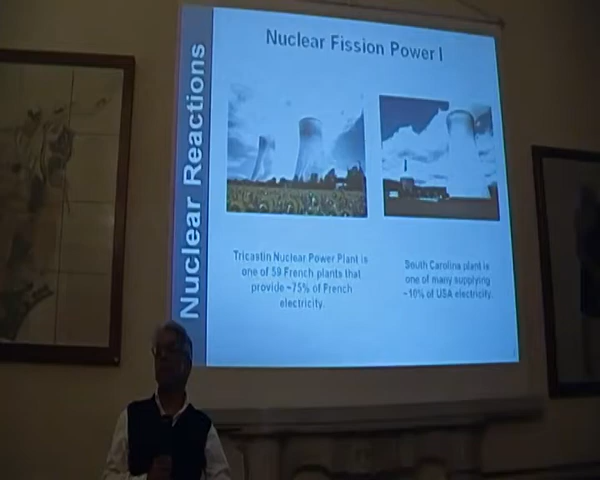 Nuclear Reactions
Nuclear Fission Power I
Tricastin Nuclear Power Plant is
one of 59 French plants that
provide ~75% of French
electricity.
South Carolina plant is
one of many supplying
~10% of USA electricity.